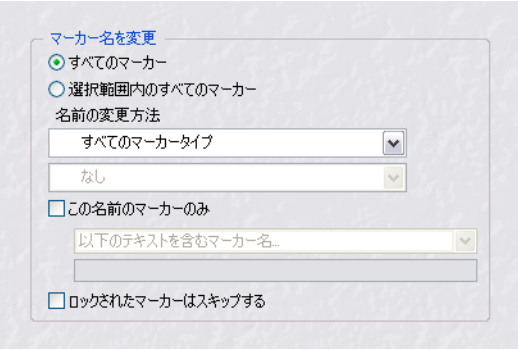 マーカー名を変更
すべてのマーカー
選択範囲内のすべてのマーカー
名前の変更方法
すべてのマーカータイプ
なし
この名前のマーカーのみ
以下のテキストを含むマーカー名...
ロックされたマーカーはスキップする